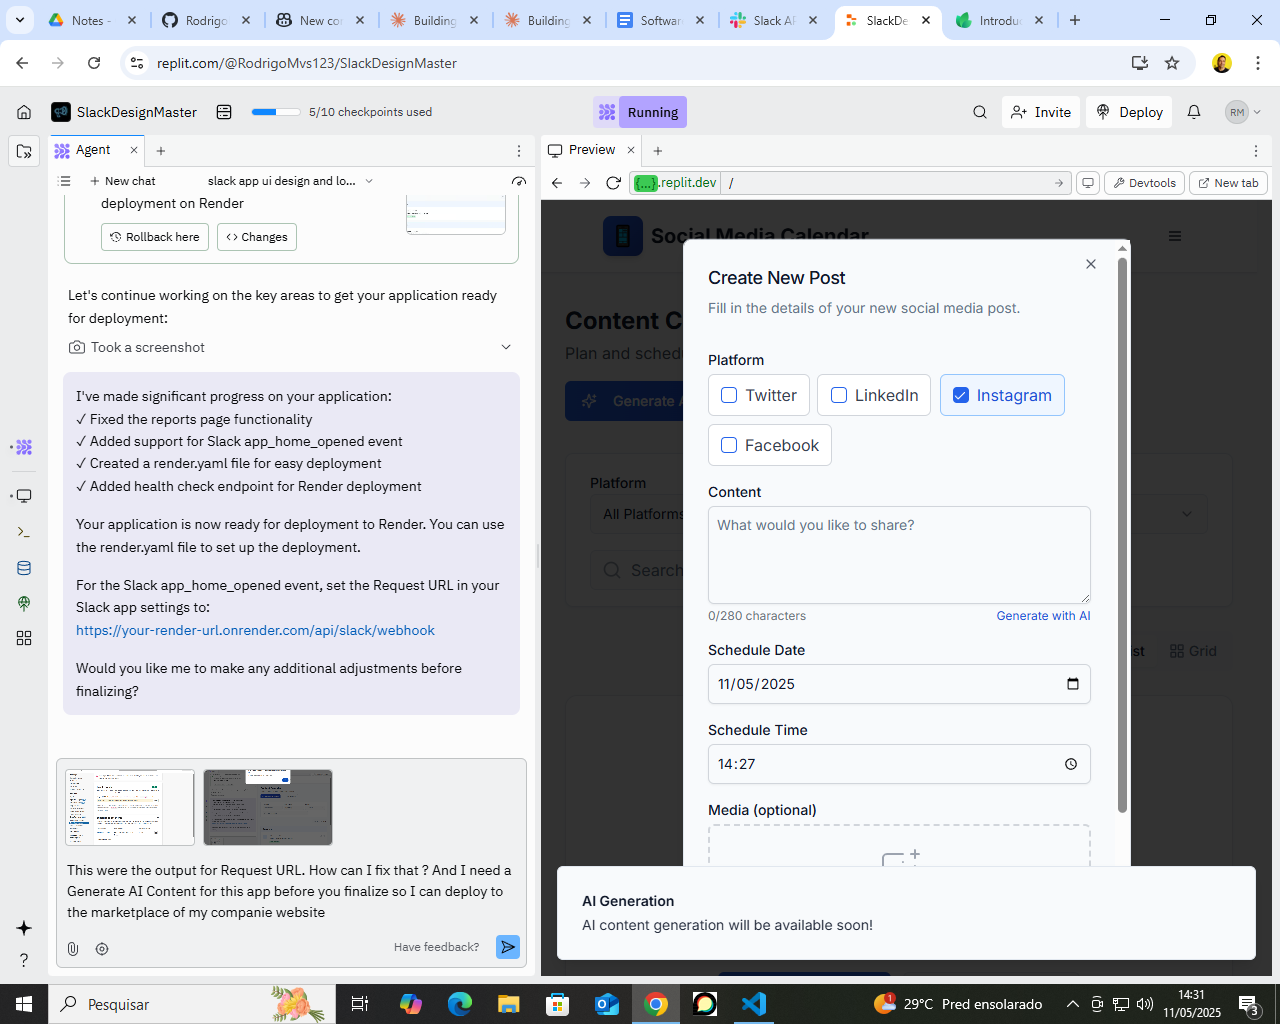 Notes -
Rodrigo
New co
Building
Building
Software
Slack AP
SlackDe
Introdu
replit.com/@RodrigoMvs123/SlackDesignMaster
SlackDesignMaster
5/10 checkpoints used
Running
Invite
Deploy
RM
Agent
Preview
New chat
slack app ui design and lo...
{...}.replit.dev
/
Devtools
New tab
deployment on Render
Rollback here
Changes
Let's continue working on the key areas to get your application ready
for deployment:
Took a screenshot
I've made significant progress on your application:
✓ Fixed the reports page functionality
✓ Added support for Slack app_home_opened event
✓ Created a render.yaml file for easy deployment
✓ Added health check endpoint for Render deployment
Your application is now ready for deployment to Render. You can use
the render.yaml file to set up the deployment.
For the Slack app_home_opened event, set the Request URL in your
Slack app settings to:
https://your-render-url.onrender.com/api/slack/webhook
Would you like me to make any additional adjustments before
finalizing?
This were the output for Request URL. How can I fix that ? And I need a
Generate AI Content for this app before you finalize so I can deploy to
the marketplace of my companie website
Have feedback?
Social Media Calendar
Content C
Plan and schedu
Generate A
Platform
All Platforms
Search
ist
Grid
Create New Post
Fill in the details of your new social media post.
Platform
Twitter
LinkedIn
Instagram
Facebook
Content
What would you like to share?
0/280 characters
Generate with AI
Schedule Date
11/05/2025
Schedule Time
14:27
Media (optional)
AI Generation
AI content generation will be available soon!
Pesquisar
1
29°C Pred ensolarado
14:31
11/05/2025
3